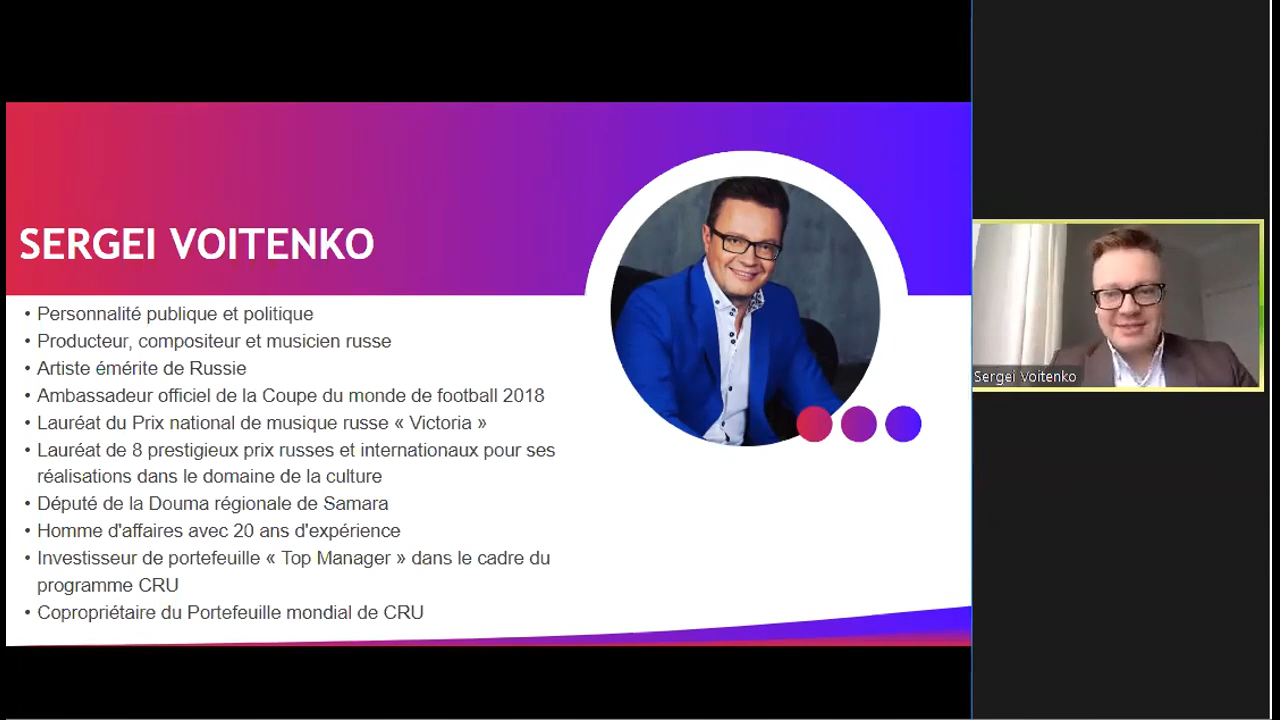 SERGEI VOITENKO
• Personnalité publique et politique
• Producteur, compositeur et musicien russe
• Artiste émérite de Russie
• Ambassadeur officiel de la Coupe du monde de football 2018
• Lauréat du Prix national de musique russe « Victoria »
• Lauréat de 8 prestigieux prix russes et internationaux pour ses
réalisations dans le domaine de la culture
• Député de la Douma régionale de Samara
• Homme d'affaires avec 20 ans d'expérience
• Investisseur de portefeuille « Top Manager » dans le cadre du
programme CRU
• Copropriétaire du Portefeuille mondial de CRU
Sergei Voitenko